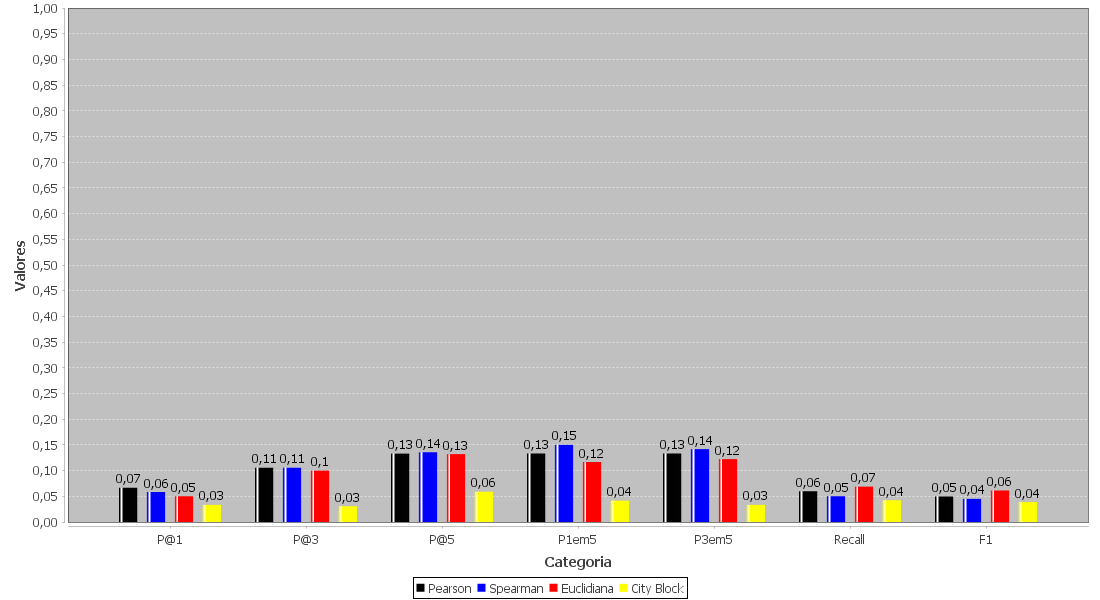 1,00
0,95
0,90
0,85
0,80
0,75
0,70
0,65
0,60
0,55
0,50
0,45
0,40
0,35
0,30
0,25
0,20
0,15
0,10
0,05
0,00
Valores
0,07 0,06 0,05 0,03
0,11 0,11 0,1 0,03
0,13 0,14 0,13 0,06
0,13 0,15 0,12 0,04
0,13 0,14 0,12 0,03
0,06 0,05 0,07 0,04
0,05 0,04 0,06 0,04
P@1 P@3 P@5 P1em5 P3em5 Recall F1
Categoria
Pearson Spearman Euclidiana City Block